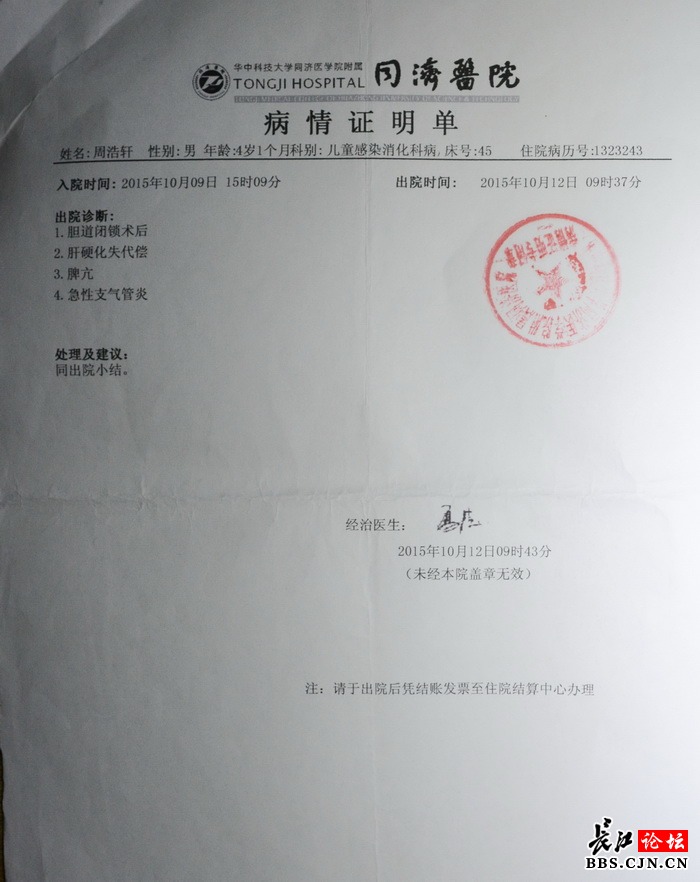 华中科技大学同济医学院附属
TONGJI HOSPITAL 同濟醫院
病情证明单
姓名:周浩轩 性别:男 年龄:4岁1个月科别:儿童感染消化科病,床号:45 住院病历号:1323243
入院时间:2015年10月09日 15时09分 出院时间: 2015年10月12日 09时37分
出院诊断:
1.胆道闭锁术后
2.肝硬化失代偿
3.脾亢
4.急性支气管炎
处理及建议:
同出院小结。
经治医生:
2015年10月12日09时43分
(未经本院盖章无效)
注: 请于出院后凭结账发票至住院结算中心办理
长江论坛
BBS.CJN.CN